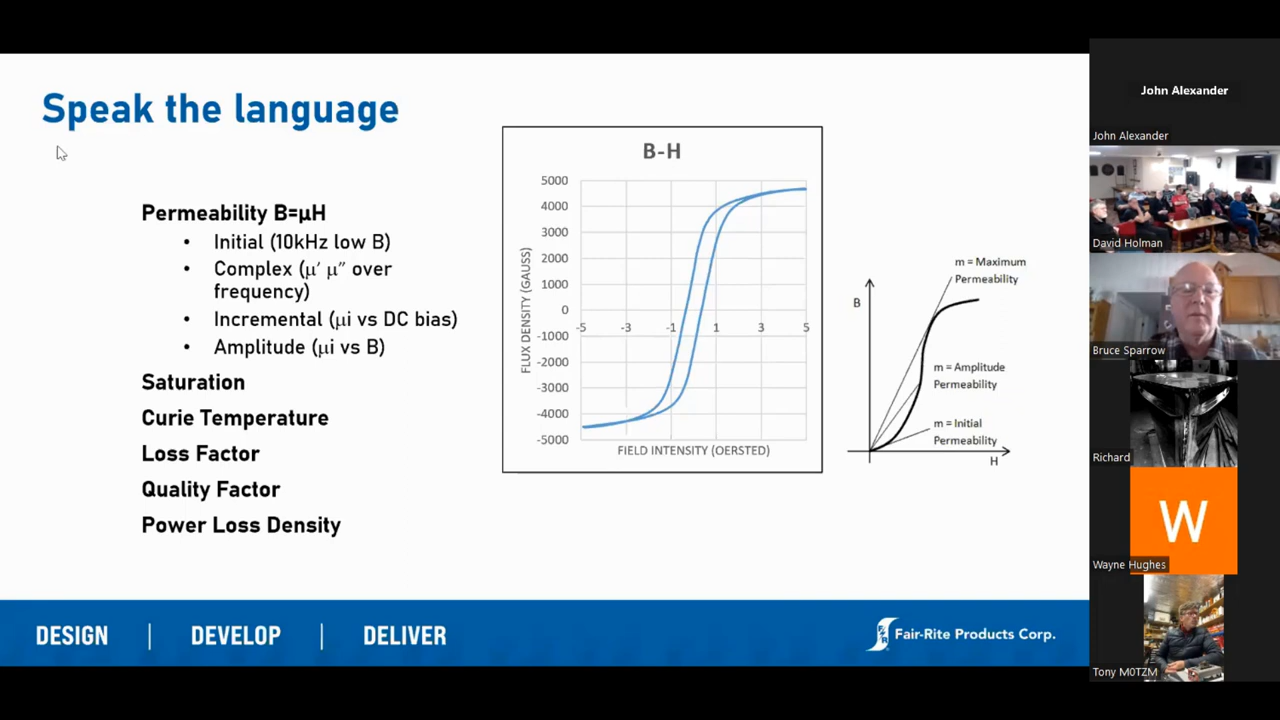 Speak the language
Permeability B=µH
• Initial (10kHz low B)
• Complex (µ′ µ″ over
frequency)
• Incremental (µi vs DC bias)
• Amplitude (µi vs B)
Saturation
Curie Temperature
Loss Factor
Quality Factor
Power Loss Density
B-H
FLUX DENSITY (GAUSS)
5000
4000
3000
2000
1000
0
-1000
-2000
-3000
-4000
-5000
-5 -3 -1 1 3 5
FIELD INTENSITY (OERSTED)
B
m = Maximum
Permeability
m = Amplitude
Permeability
m = Initial
Permeability
H
DESIGN | DEVELOP | DELIVER
Fair-Rite Products Corp.
John Alexander
John Alexander
David Holman
Bruce Sparrow
Richard
W
Wayne Hughes
Tony M0TZM